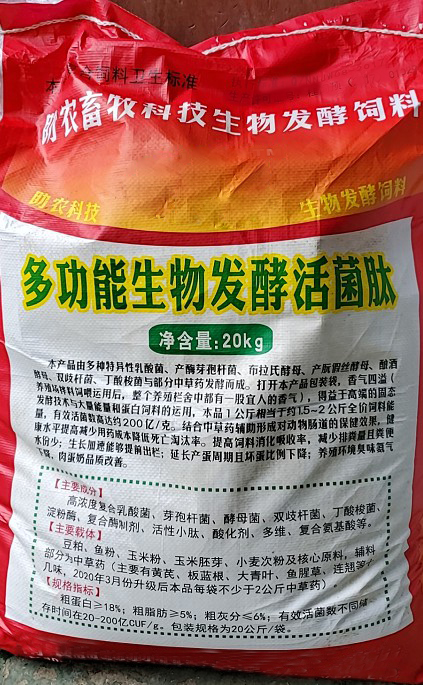 本 合饲料卫生标准
助农畜牧科技生物发酵饲料
助农科技
生物发酵饲料
多功能生物发酵活菌肽
净含量:20kg
本产品由多种特异性乳酸菌、产酶芽孢杆菌、布拉氏酵母、产朊假丝酵母、酿酒
酵母、双歧杆菌、丁酸梭菌与部分中草药发酵而成。打开本产品包装袋，香气四溢（
养殖场拌料饲喂运用后，整个养殖栏舍中都有一股宜人的香气），得益于高端的固态
发酵技术与大量能量和蛋白饲料的运用，本品1公斤相当于约1.5-2公斤全价饲料能
量，有效活菌数高达约200亿/克。结合中草药辅助形成对动物肠道的保健效果，健
康水平提高减少用药成本降低死亡淘汰率。提高饲料消化吸收率，减少排粪量且粪便
水份少；生长加速能够提前出栏；延长产蛋周期且坏蛋比例下降；养殖环境臭味氨气
下降，肉蛋奶品质改善。
【主要成分】
高浓度复合乳酸菌、芽孢杆菌、酵母菌、双歧杆菌、丁酸梭菌、
淀粉酶、复合酶制剂、活性小肽、酸化剂、多维、复合氨基酸等。
【主要载体】
豆粕、鱼粉、玉米粉、玉米胚芽、小麦次粉及核心原料，辅料
部分为中草药（主要有黄芪、板蓝根、大青叶、鱼腥草、连翘等
几味，2020年3月份升级后本品每袋不少于2公斤中草药）
【规格指标】
粗蛋白≥18%；粗脂肪≥5%；粗灰分≤6%；有效活菌数不同
存时间在20-200亿CUF/g。包装规格为20公斤/袋。